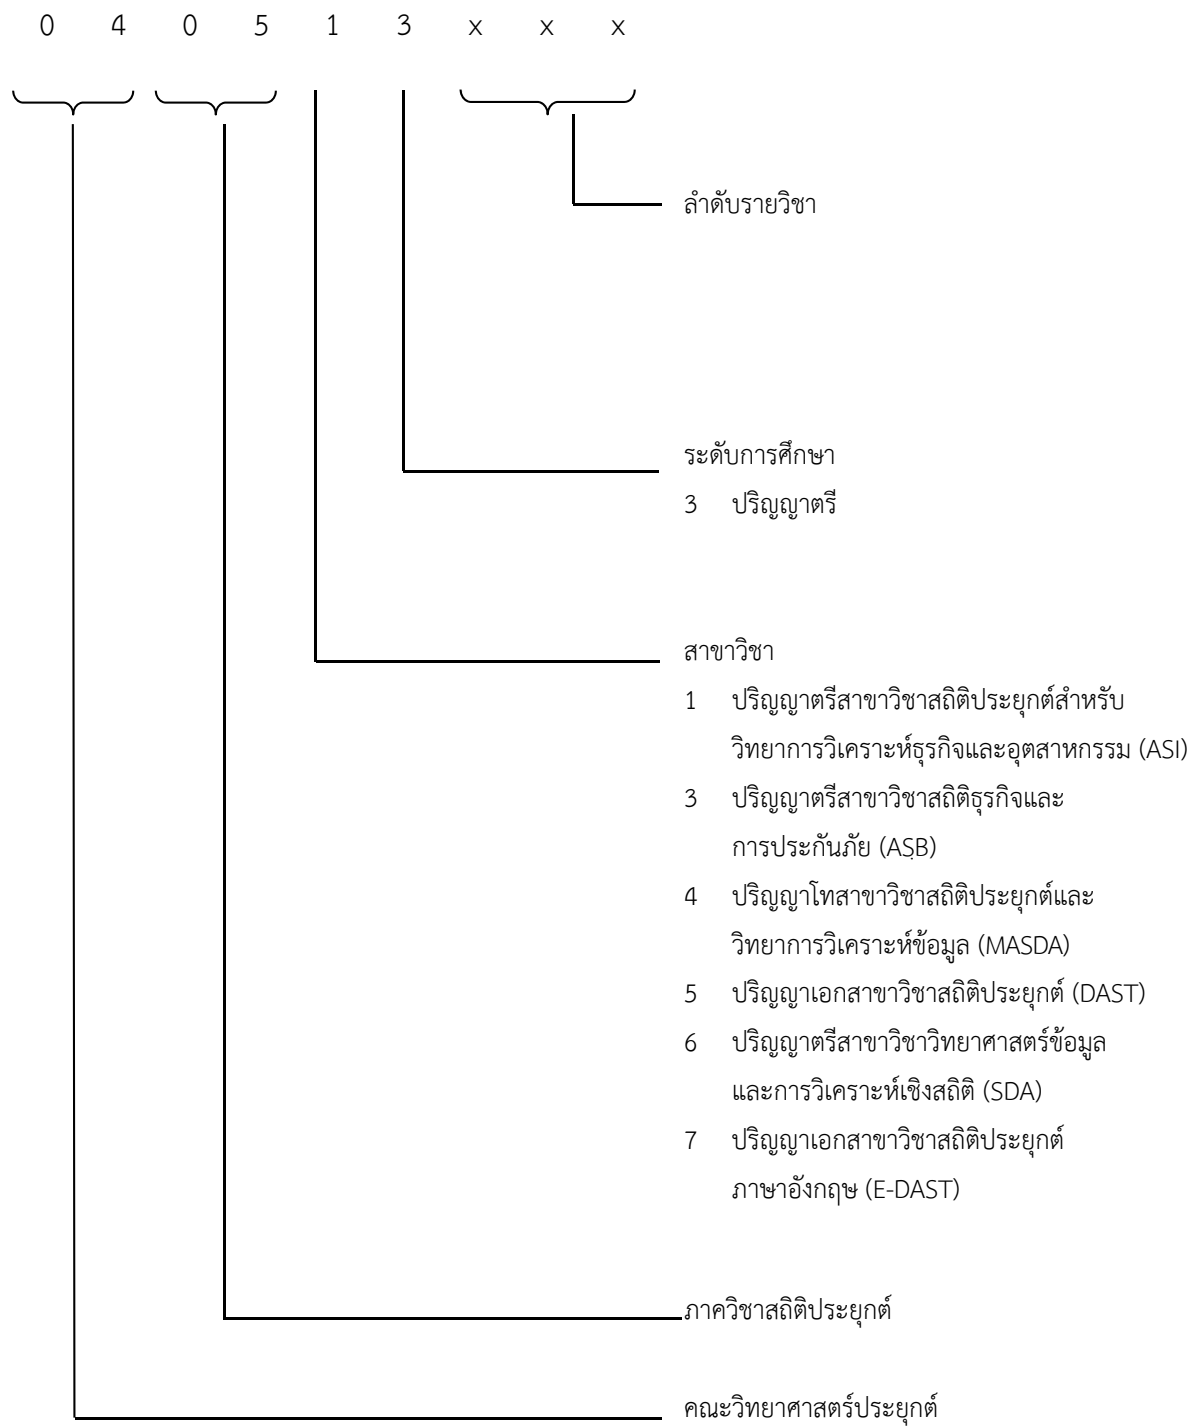 0 4 0 5 1 3 x x x
ลำดับรายวิชา
ระดับการศึกษา
3 ปริญญาตรี
สาขาวิชา
1 ปริญญาตรีสาขาวิชาสถิติประยุกต์สำหรับ
วิทยาการวิเคราะห์ธุรกิจและอุตสาหกรรม (ASI)
3 ปริญญาตรีสาขาวิชาสถิติธุรกิจและ
การประกันภัย (ASB)
4 ปริญญาโทสาขาวิชาสถิติประยุกต์และ
วิทยาการวิเคราะห์ข้อมูล (MASDA)
5 ปริญญาเอกสาขาวิชาสถิติประยุกต์ (DAST)
6 ปริญญาตรีสาขาวิชาวิทยาศาสตร์ข้อมูล
และการวิเคราะห์เชิงสถิติ (SDA)
7 ปริญญาเอกสาขาวิชาสถิติประยุกต์
ภาษาอังกฤษ (E-DAST)
ภาควิชาสถิติประยุกต์
คณะวิทยาศาสตร์ประยุกต์